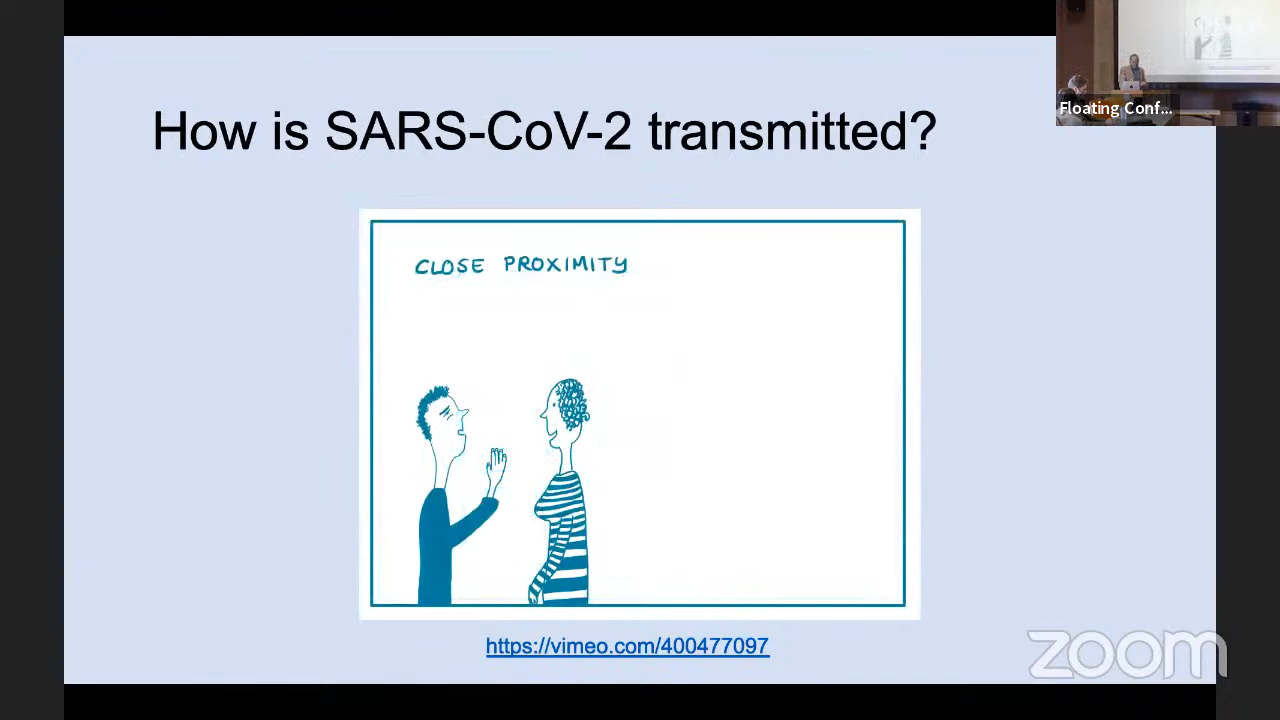 How is SARS-CoV-2 transmitted?
Floating Conf...
CLOSE PROXIMITY
https://vimeo.com/400477097
zoom